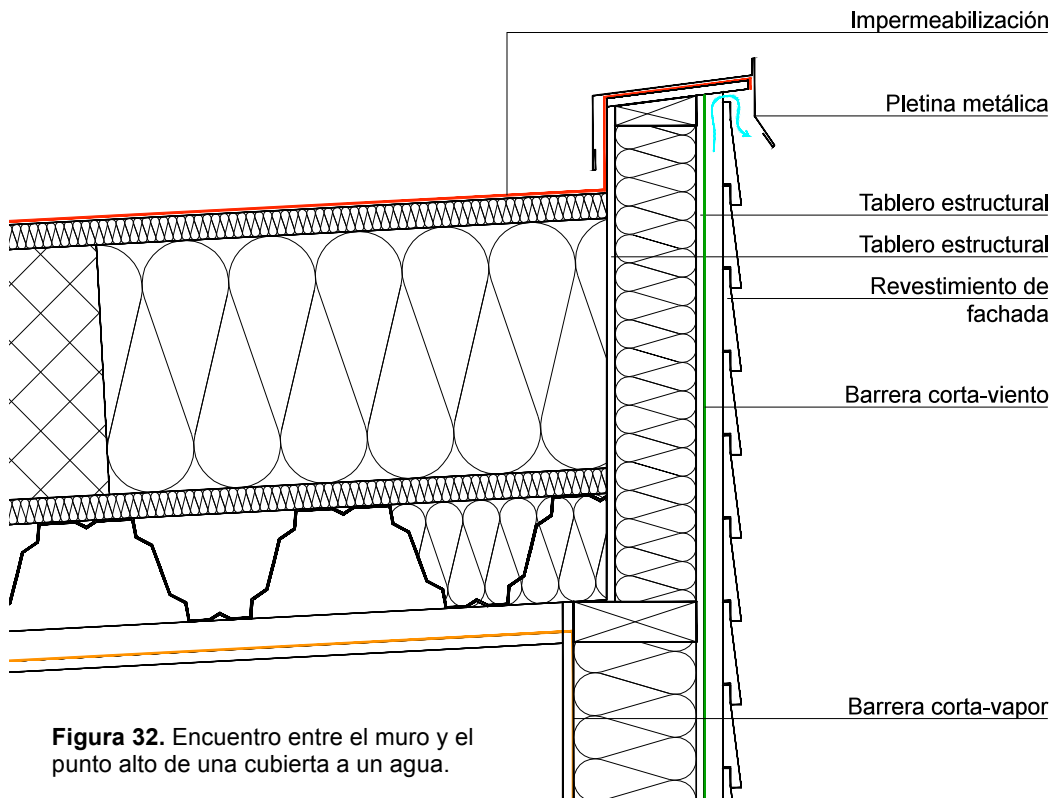 Impermeabilización
Pletina metálica
Tablero estructural
Tablero estructural
Revestimiento de
fachada
Barrera corta-viento
Barrera corta-vapor
Figura 32. Encuentro entre el muro y el
punto alto de una cubierta a un agua.